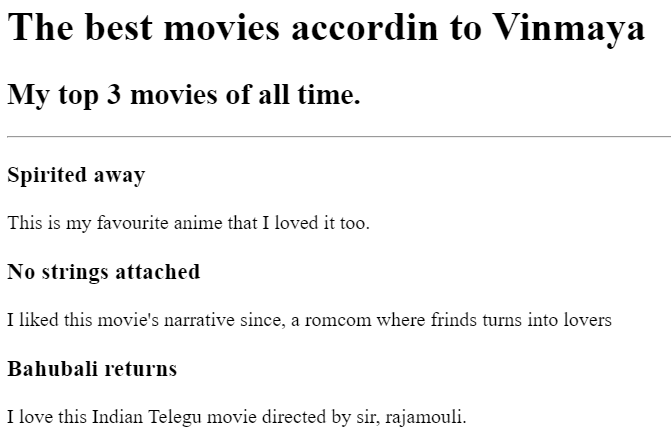 The best movies accordin to Vinmaya
My top 3 movies of all time.
Spirited away
This is my favourite anime that I loved it too.
No strings attached
I liked this movie's narrative since, a romcom where frinds turns into lovers
Bahubali returns
I love this Indian Telegu movie directed by sir, rajamouli.